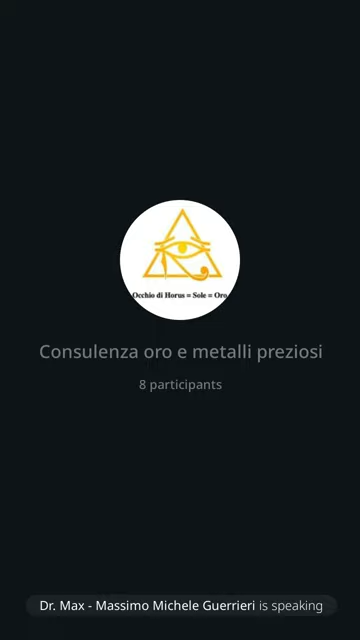 Occhio di Horus = Sole = Oro
Consulenza oro e metalli preziosi
8 participants
Dr. Max - Massimo Michele Guerrieri is speaking